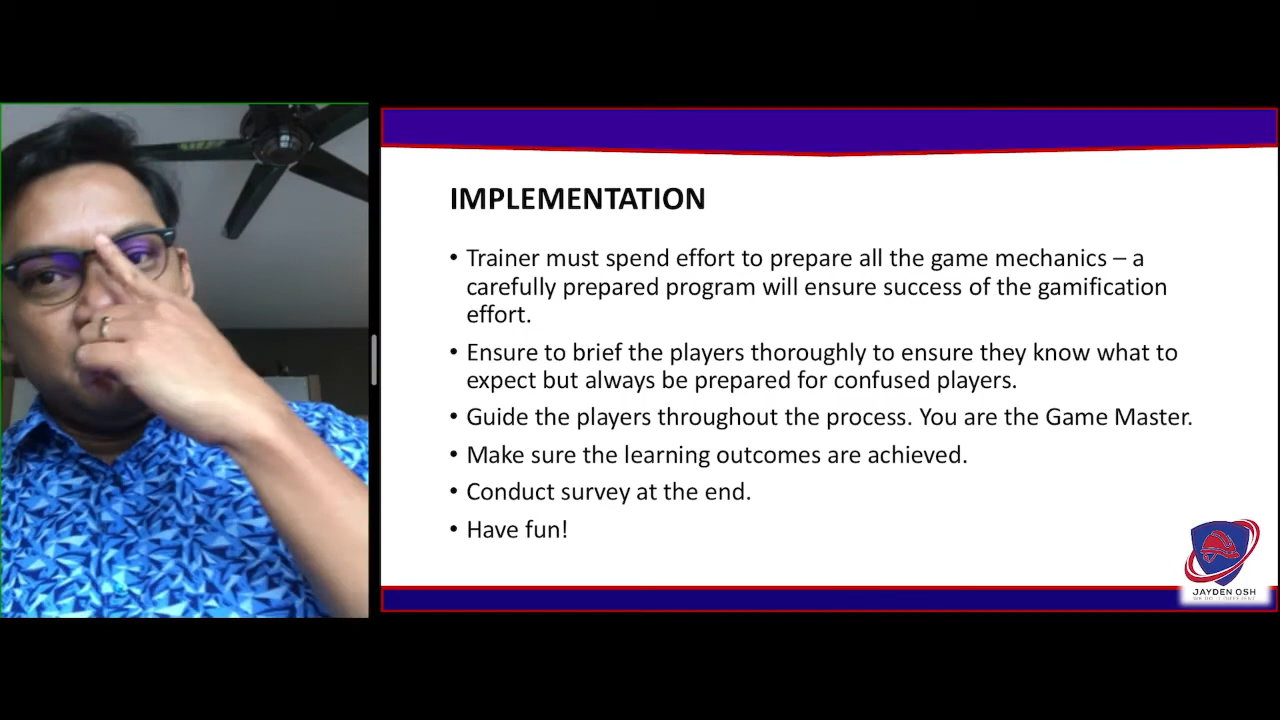 IMPLEMENTATION
• Trainer must spend effort to prepare all the game mechanics – a
carefully prepared program will ensure success of the gamification
effort.
• Ensure to brief the players thoroughly to ensure they know what to
expect but always be prepared for confused players.
• Guide the players throughout the process. You are the Game Master.
• Make sure the learning outcomes are achieved.
• Conduct survey at the end.
• Have fun!
JAYDEN OSH